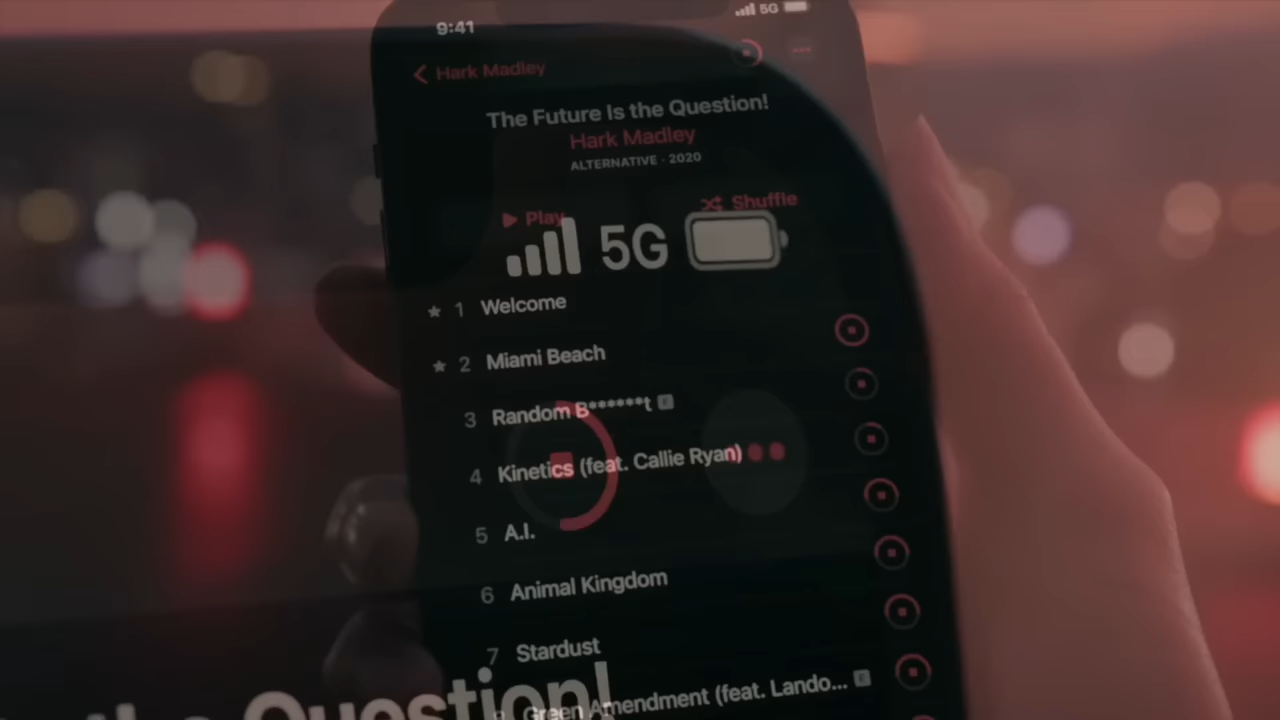 9:41
5G
Hark Madley
The Future Is the Question!
Hark Madley
ALTERNATIVE · 2020
Play
Shuffle
5G
1 Welcome
2 Miami Beach
3 Random B******t E
4 Kinetics (feat. Callie Ryan)
5 A.I.
6 Animal Kingdom
7 Stardust
8 Green Amendment (feat. Lando... E
the Question!